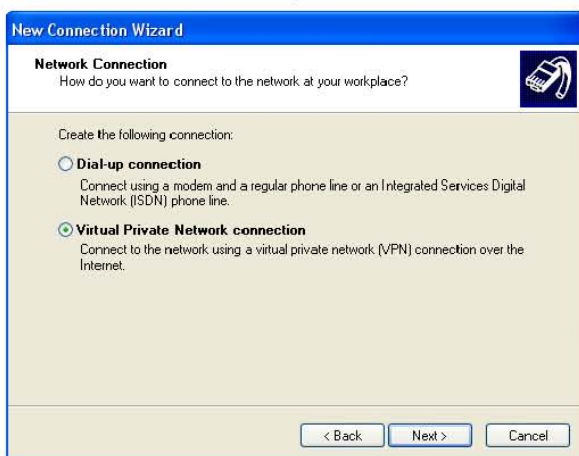 New Connection Wizard
Network Connection
How do you want to connect to the network at your workplace?
Create the following connection:
Dial-up connection
Connect using a modem and a regular phone line or an Integrated Services Digital
Network (ISDN) phone line.
Virtual Private Network connection
Connect to the network using a virtual private network (VPN) connection over the
Internet.
< Back Next > Cancel